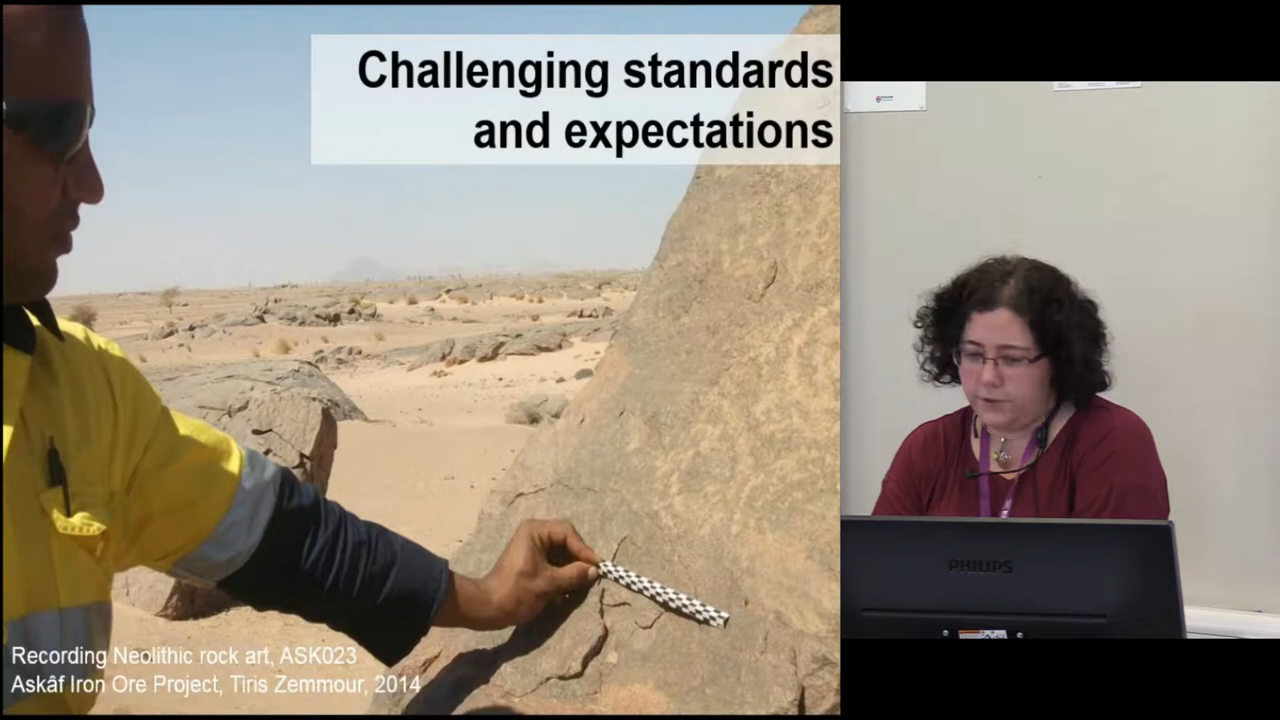 Challenging standards
and expectations
Recording Neolithic rock art, ASK023
Askâf Iron Ore Project, Tiris Zemmour, 2014
PHILIPS